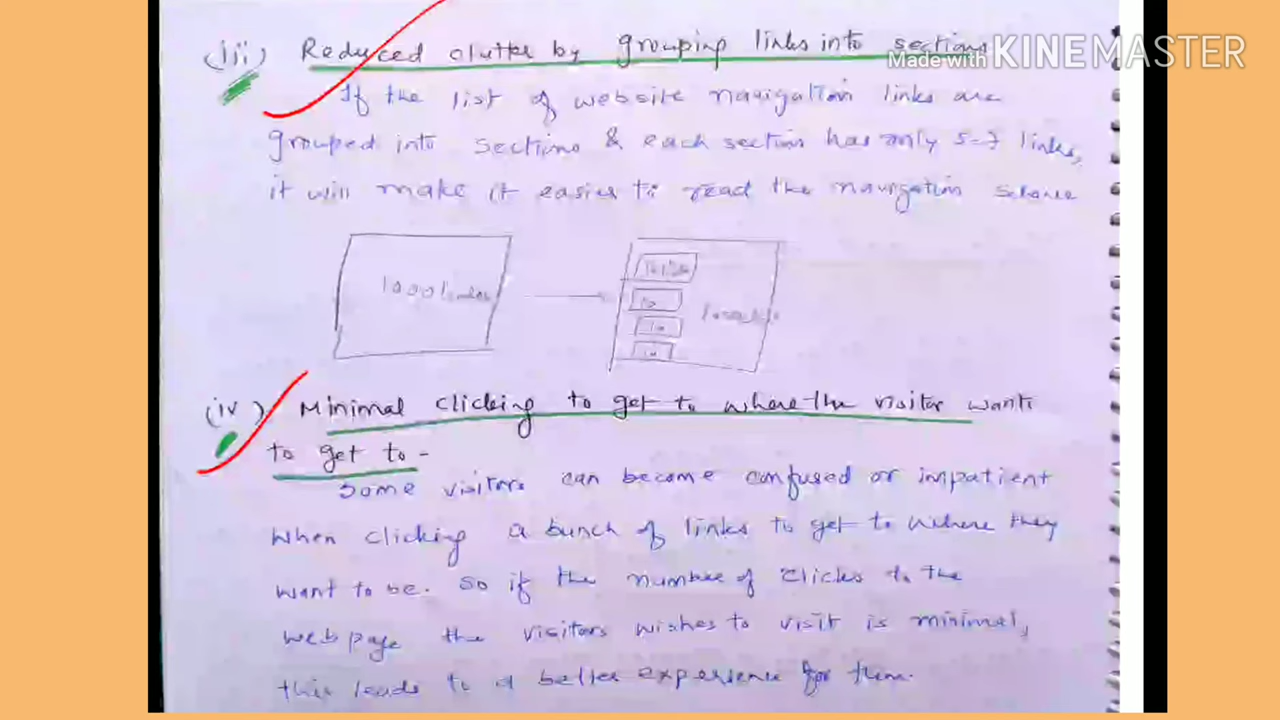 (iii) Reduced clutter by grouping links into sections
Made with KINEMASTER
If the list of website navigation links are
grouped into sections & each section has only 5-7 links,
it will make it easier to read the navigation scheme
1000 links
10
10
10
(iv) Minimal clicking to get to where the visitor wants
to get to -
Some visitors can become confused or impatient
when clicking a bunch of links to get to where they
want to be. So if the number of clicks to the
webpage the visitors wishes to visit is minimal,
this leads to a better experience for them.